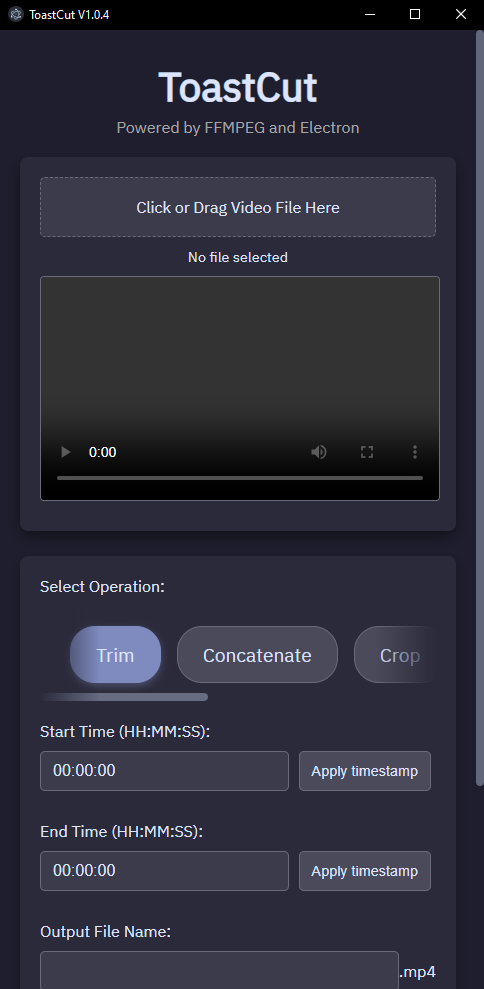 ToastCut V1.0.4
ToastCut
Powered by FFMPEG and Electron
Click or Drag Video File Here
No file selected
0:00
Select Operation:
Trim Concatenate Crop
Start Time (HH:MM:SS):
00:00:00 Apply timestamp
End Time (HH:MM:SS):
00:00:00 Apply timestamp
Output File Name:
.mp4